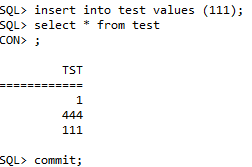 SQL> insert into test values (111);
SQL> select * from test
CON> ;
TST
============
1
444
111
SQL> commit;